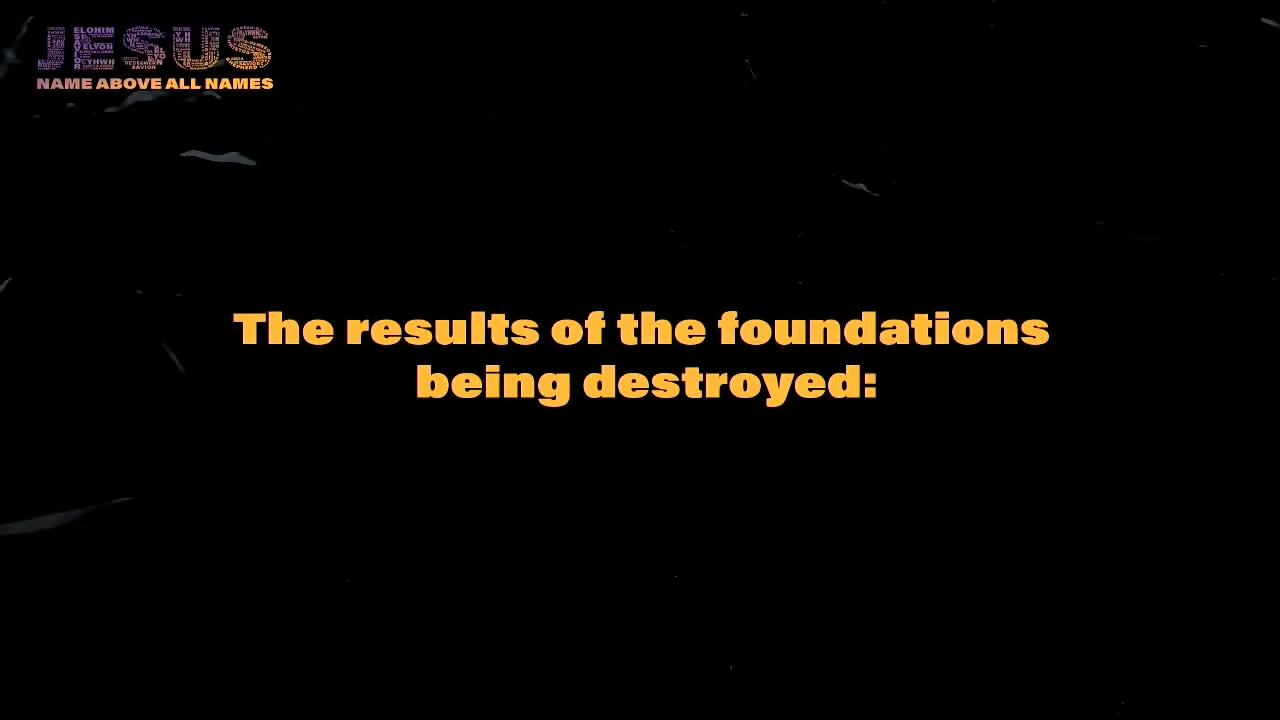 JESUS
NAME ABOVE ALL NAMES
The results of the foundations
being destroyed: